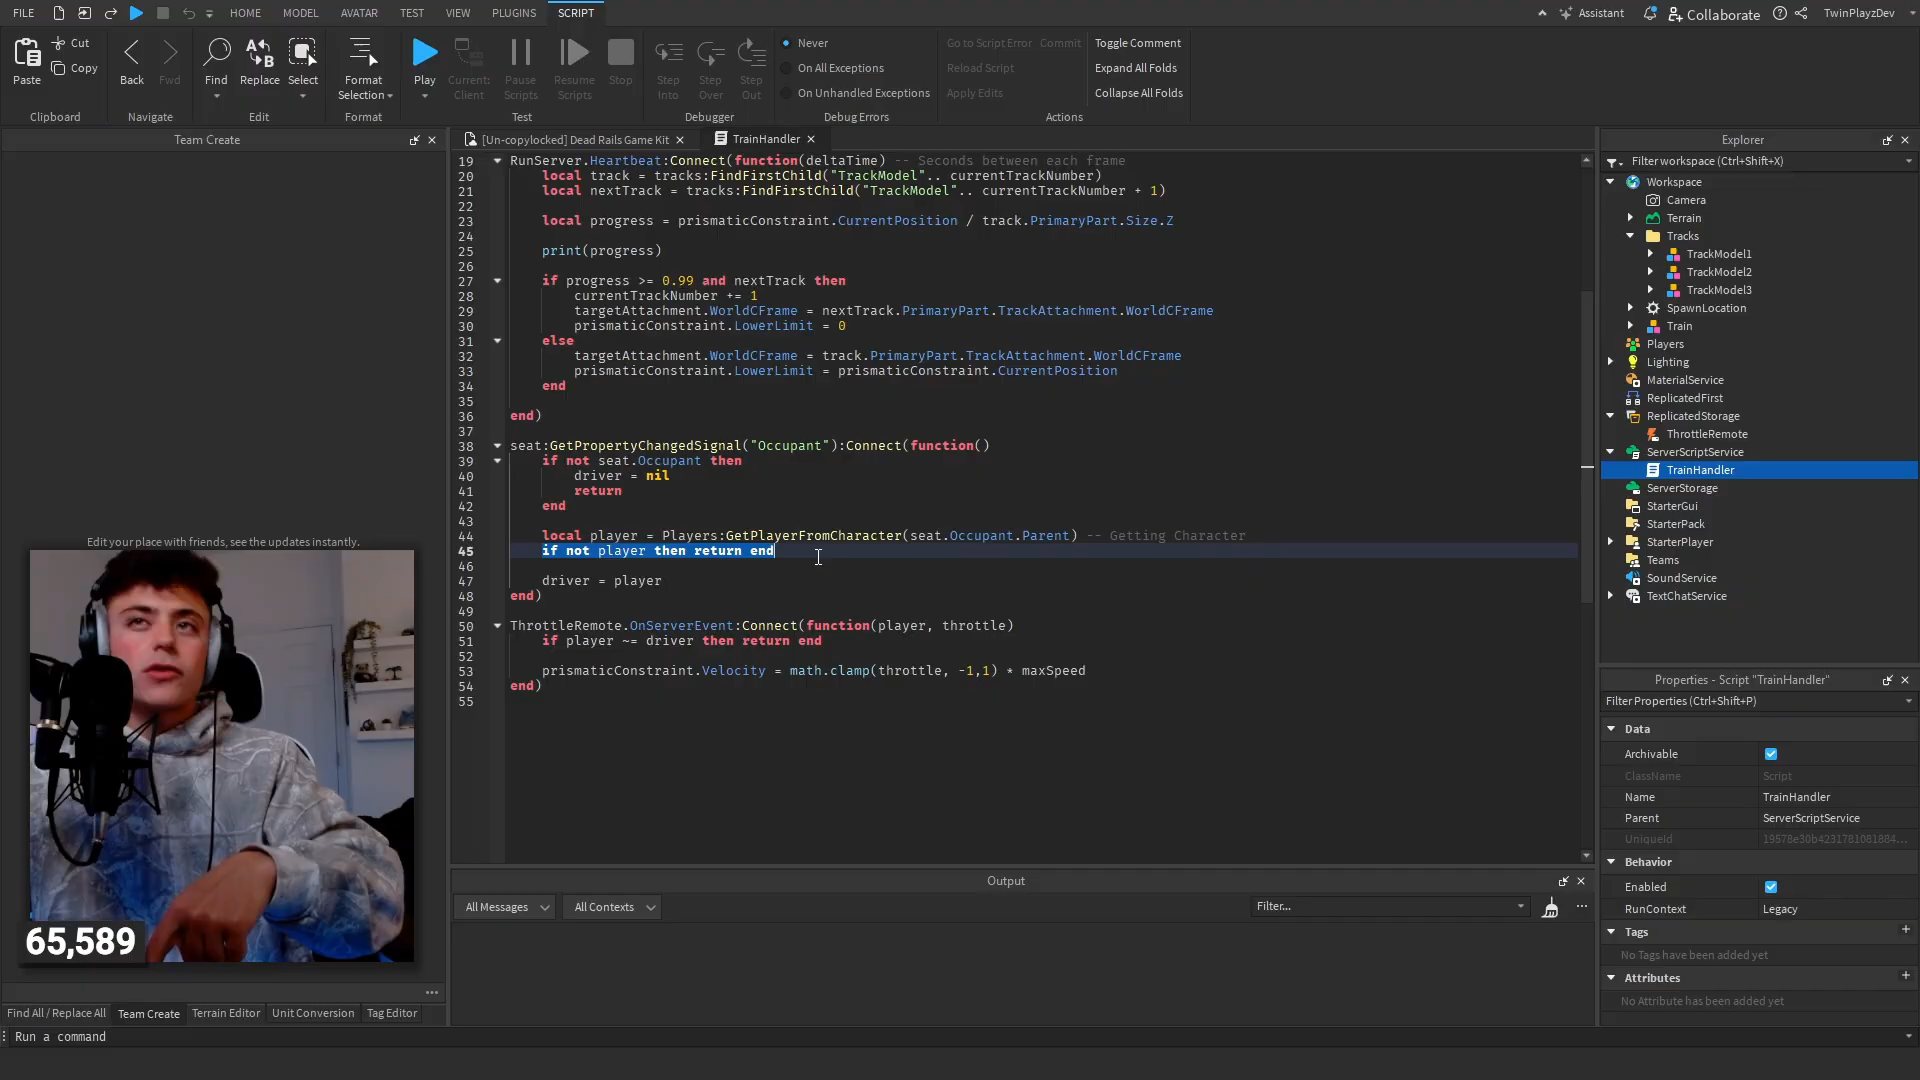 FILE HOME MODEL AVATAR TEST VIEW PLUGINS SCRIPT Assistant Collaborate TwinPlayzDev
Paste Cut Copy
Clipboard
Back Fwd
Navigate
Find Replace Select
Edit
Format Selection
Format
Play Current: Client Pause Scripts Resume Scripts Stop
Test
Step Into Step Over Step Out
Debugger
Never
On All Exceptions
On Unhandled Exceptions
Debug Errors
Go to Script Error Commit
Reload Script
Apply Edits
Toggle Comment
Expand All Folds
Collapse All Folds
Actions
Team Create
Edit your place with friends, see the updates instantly.
65,589
Find All / Replace All Team Create Terrain Editor Unit Conversion Tag Editor
Run a command
[Un-copylocked] Dead Rails Game Kit TrainHandler
19 RunServer.Heartbeat:Connect(function(deltaTime) -- Seconds between each frame
20 local track = tracks:FindFirstChild("TrackModel".. currentTrackNumber)
21 local nextTrack = tracks:FindFirstChild("TrackModel".. currentTrackNumber + 1)
22
23 local progress = prismaticConstraint.CurrentPosition / track.PrimaryPart.Size.Z
24
25 print(progress)
26
27 if progress >= 0.99 and nextTrack then
28 currentTrackNumber += 1
29 targetAttachment.WorldCFrame = nextTrack.PrimaryPart.TrackAttachment.WorldCFrame
30 prismaticConstraint.LowerLimit = 0
31 else
32 targetAttachment.WorldCFrame = track.PrimaryPart.TrackAttachment.WorldCFrame
33 prismaticConstraint.LowerLimit = prismaticConstraint.CurrentPosition
34 end
35
36 end)
37
38 seat:GetPropertyChangedSignal("Occupant"):Connect(function()
39 if not seat.Occupant then
40 driver = nil
41 return
42 end
43
44 local player = Players:GetPlayerFromCharacter(seat.Occupant.Parent) -- Getting Character
45 if not player then return end
46
47 driver = player
48 end)
49
50 ThrottleRemote.OnServerEvent:Connect(function(player, throttle)
51 if player ~= driver then return end
52
53 prismaticConstraint.Velocity = math.clamp(throttle, -1,1) * maxSpeed
54 end)
55
Output
All Messages All Contexts Filter...
Explorer
Filter workspace (Ctrl+Shift+X)
Workspace
Camera
Terrain
Tracks
TrackModel1
TrackModel2
TrackModel3
SpawnLocation
Train
Players
Lighting
MaterialService
ReplicatedFirst
ReplicatedStorage
ThrottleRemote
ServerScriptService
TrainHandler
ServerStorage
StarterGui
StarterPack
StarterPlayer
Teams
SoundService
TextChatService
Properties - Script "TrainHandler"
Filter Properties (Ctrl+Shift+P)
Data
Archivable
ClassName Script
Name TrainHandler
Parent ServerScriptService
UniqueId 19578e30b4231781081884...
Behavior
Enabled
RunContext Legacy
Tags
No Tags have been added yet
Attributes
No Attribute has been added yet